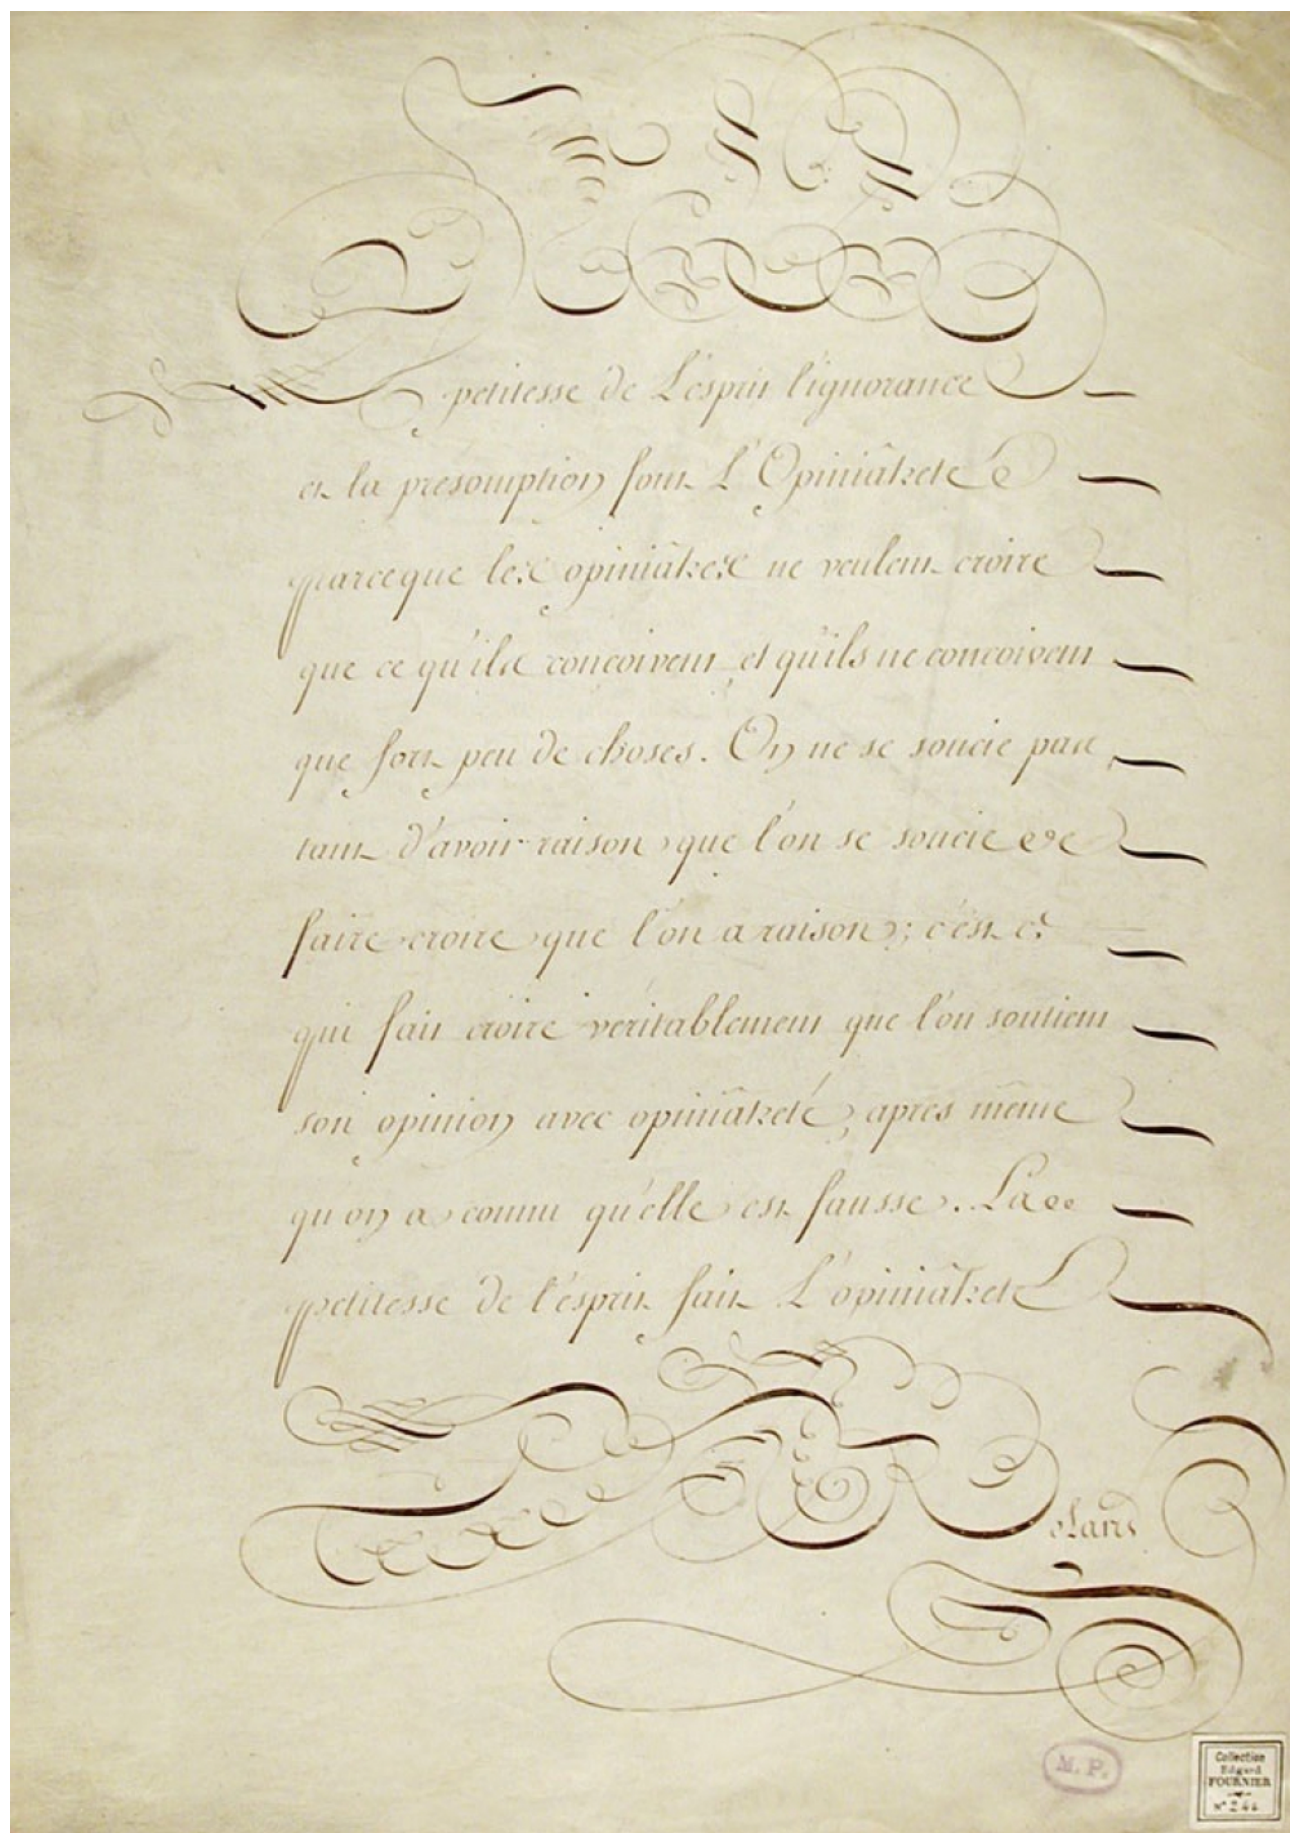 La
petitesse de L'esprit l'ignorance
et la presomption font L'Opiniâtreté
parceque les opiniâtres ne veulent croire
que ce qu'ils conçoivent et qu'ils ne conçoivent
que fort peu de choses. On ne se soucie pas
tant d'avoir raison que l'on se soucie de
faire croire que l'on a raison; c'est ce
qui fait croire veritablement que l'on soutient
son opinion avec opiniâtreté, après même
qu'on a connu qu'elle est fausse. La
petitesse de l'esprit fait L'opiniâtreté
Roland
M. P.
Collection
Edgard
FOURNIER